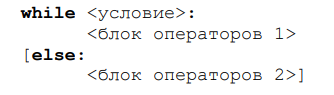 while <условие>:
<блок операторов 1>
[else:
<блок операторов 2>]